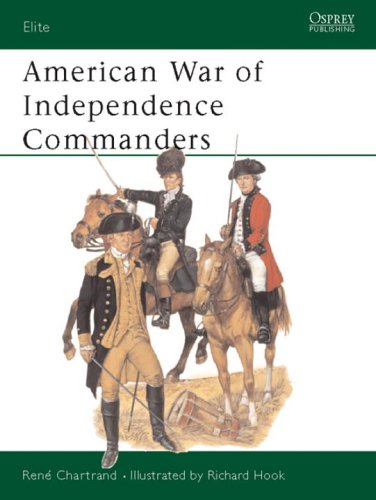 Elite
OSPREY
PUBLISHING
American War of
Independence
Commanders
René Chartrand • Illustrated by Richard Hook